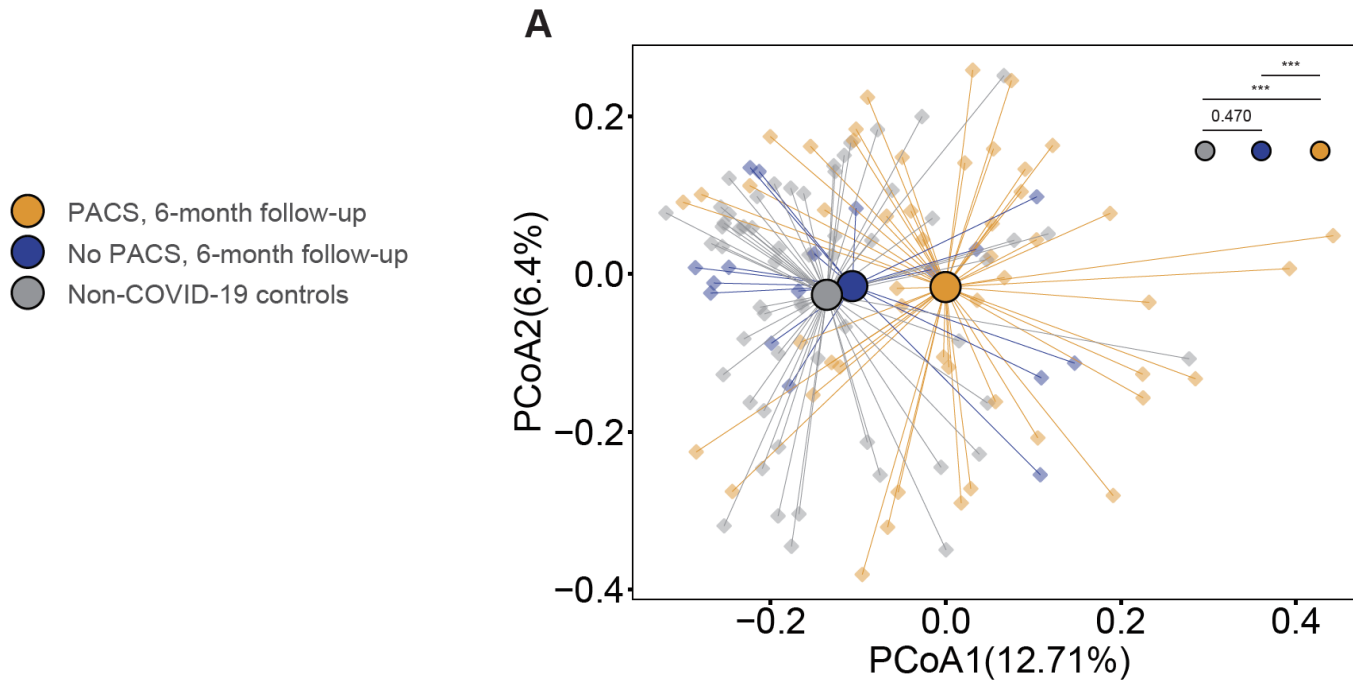 A
PACS, 6-month follow-up
No PACS, 6-month follow-up
Non-COVID-19 controls
***
***
0.470
PCoA2(6.4%)
0.2
0.0
−0.2
−0.4
−0.2
0.0
0.2
0.4
PCoA1(12.71%)